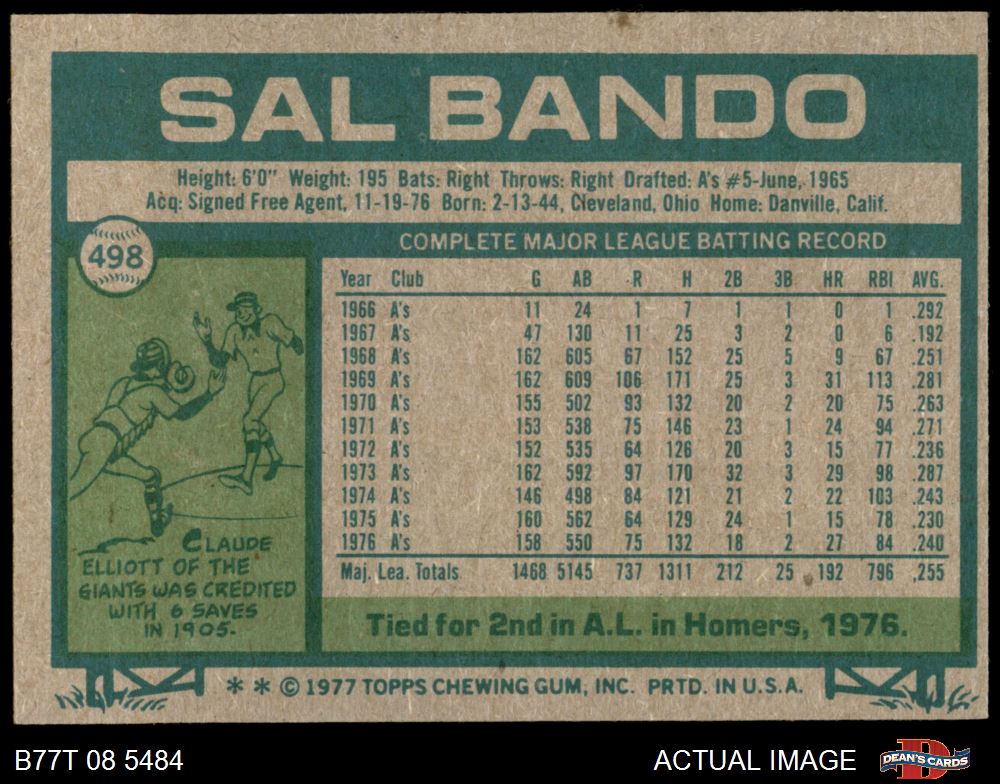 SAL BANDO
Height: 6'0" Weight: 195 Bats: Right Throws: Right Drafted: A's #5-June, 1965
Acq: Signed Free Agent, 11-19-76 Born: 2-13-44, Cleveland, Ohio Home: Danville, Calif.
498
COMPLETE MAJOR LEAGUE BATTING RECORD
Year Club G AB R H 2B 3B HR RBI AVG.
1966 A's 11 24 1 7 1 1 0 1 .292
1967 A's 47 130 11 25 3 2 0 6 .192
1968 A's 162 605 67 152 25 5 9 67 .251
1969 A's 162 609 106 171 25 3 31 113 .281
1970 A's 155 502 93 132 20 2 20 75 .263
1971 A's 153 538 75 146 23 1 24 94 .271
1972 A's 152 535 64 126 20 3 15 77 .236
1973 A's 162 592 97 170 32 3 29 98 .287
1974 A's 146 498 84 121 21 2 22 103 .243
1975 A's 160 562 64 129 24 1 15 78 .230
1976 A's 158 550 75 132 18 2 27 84 .240
Maj. Lea. Totals 1468 5145 737 1311 212 25 192 796 .255
CLAUDE
ELLIOTT OF THE
GIANTS WAS CREDITED
WITH 6 SAVES
IN 1905.
Tied for 2nd in A.L. in Homers, 1976.
* * © 1977 TOPPS CHEWING GUM, INC. PRTD. IN U.S.A.
B77T 08 5484
ACTUAL IMAGE
DEAN'S CARDS